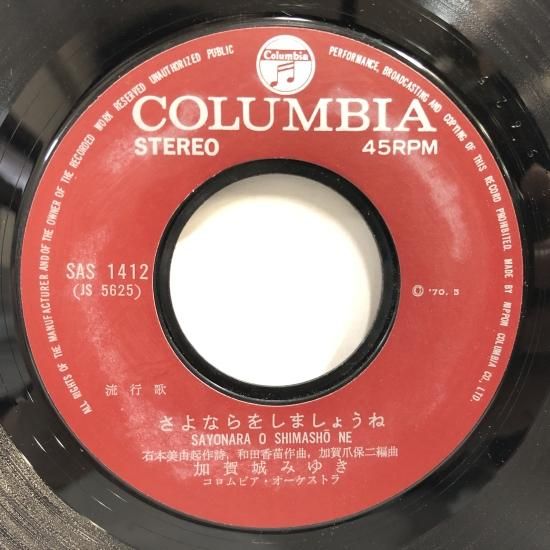 ALL RIGHTS OF THE MANUFACTURER AND OF THE OWNER OF THE RECORDED WORK RESERVED UNAUTHORIZED PUBLIC PERFORMANCE, BROADCASTING AND COPYING OF THIS RECORD PROHIBITED. MADE BY NIPPON COLUMBIA CO., LTD.
Columbia
COLUMBIA
STEREO 45RPM
SAS 1412
(JS 5625)
© '70.5
流行歌
さよならをしましょうね
SAYONARA O SHIMASHŌ NE
石本美由起作詩, 和田香苗作曲, 加賀爪保二編曲
加賀城みゆき
コロムビア・オーケストラ